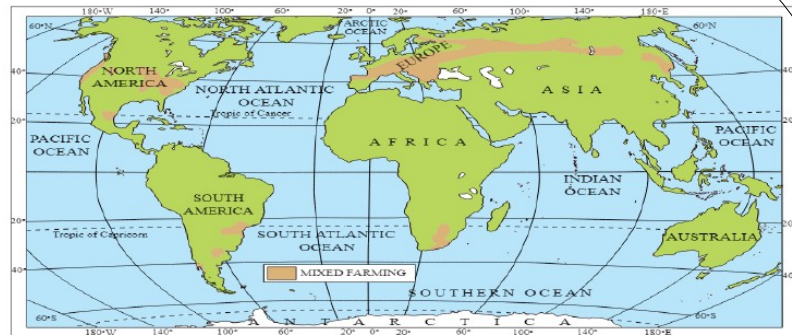 180° W 140° 100° 60° 20° 0° 20° 60° 100° 140° 180° E
ARCTIC
OCEAN
60°N
60°N
EUROPE
NORTH
AMERICA
40°
40°
NORTH ATLANTIC
OCEAN
ASIA
Tropic of Cancer
20°
20°
PACIFIC
OCEAN
AFRICA
PACIFIC
OCEAN
0°
0°
INDIAN
OCEAN
SOUTH
AMERICA
20°
20°
Tropic of Capricorn
SOUTH ATLANTIC
OCEAN
AUSTRALIA
40°
40°
MIXED FARMING
SOUTHERN OCEAN
60°S
60°S
ANTARCTICA
180°W 140° 100° 60° 20° 0° 20° 60° 100° 140° 180°E